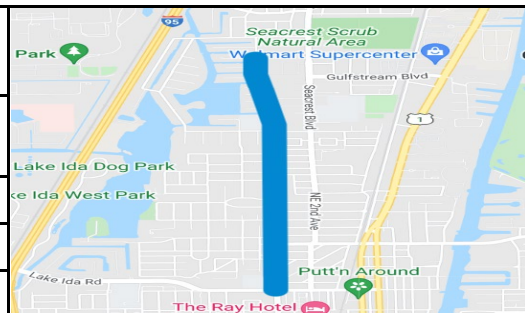 95
Seacrest Scrub
Natural Area
Park
Walmart Supercenter
Gulfstream Blvd
Seacrest Blvd
1
Lake Ida Dog Park
ke Ida West Park
NE 2nd Ave
Putt'n Around
Lake Ida Rd
The Ray Hotel